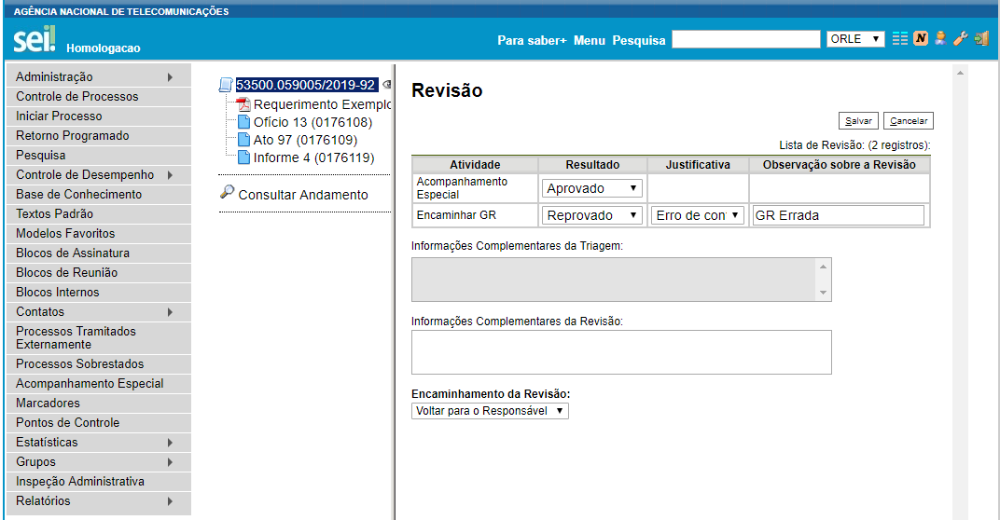 AGÊNCIA NACIONAL DE TELECOMUNICAÇÕES
sei! Homologacao
Para saber+ Menu Pesquisa ORLE N
Administração
Controle de Processos
Iniciar Processo
Retorno Programado
Pesquisa
Controle de Desempenho
Base de Conhecimento
Textos Padrão
Modelos Favoritos
Blocos de Assinatura
Blocos de Reunião
Blocos Internos
Contatos
Processos Tramitados
Externamente
Processos Sobrestados
Acompanhamento Especial
Marcadores
Pontos de Controle
Estatísticas
Grupos
Inspeção Administrativa
Relatórios
53500.059005/2019-92
Requerimento Exemplo
Ofício 13 (0176108)
Ato 97 (0176109)
Informe 4 (0176119)
Consultar Andamento
Revisão
Salvar Cancelar
Lista de Revisão: (2 registros):
Atividade Resultado Justificativa Observação sobre a Revisão
Acompanhamento
Especial
Aprovado
Encaminhar GR Reprovado Erro de con GR Errada
Informações Complementares da Triagem:
Informações Complementares da Revisão:
Encaminhamento da Revisão:
Voltar para o Responsável